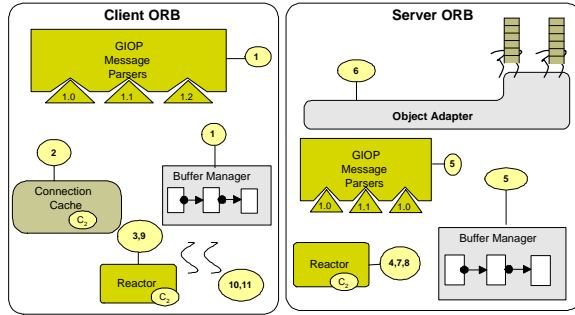 Client ORB
GIOP
Message
Parsers
1.0
1.1
1.2
1
2
1
Connection
Cache
C2
Buffer Manager
3,9
Reactor
C2
10,11
Server ORB
6
Object Adapter
GIOP
Message
Parsers
1.0
1.1
1.0
5
5
Reactor
C2
4,7,8
Buffer Manager